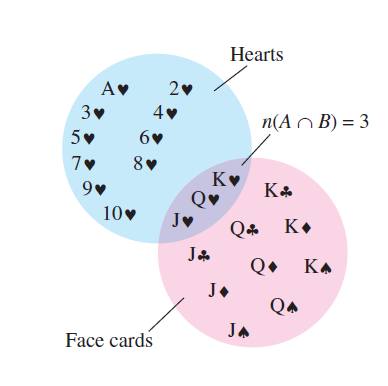 Hearts
A♥ 2♥
3♥ 4♥
n(A ∩ B) = 3
5♥ 6♥
7♥ 8♥
K♥
9♥
Q♥
K♣
10♥
J♥
Q♣ K♦
J♣
Q♦ K♠
J♦
Q♠
J♠
Face cards